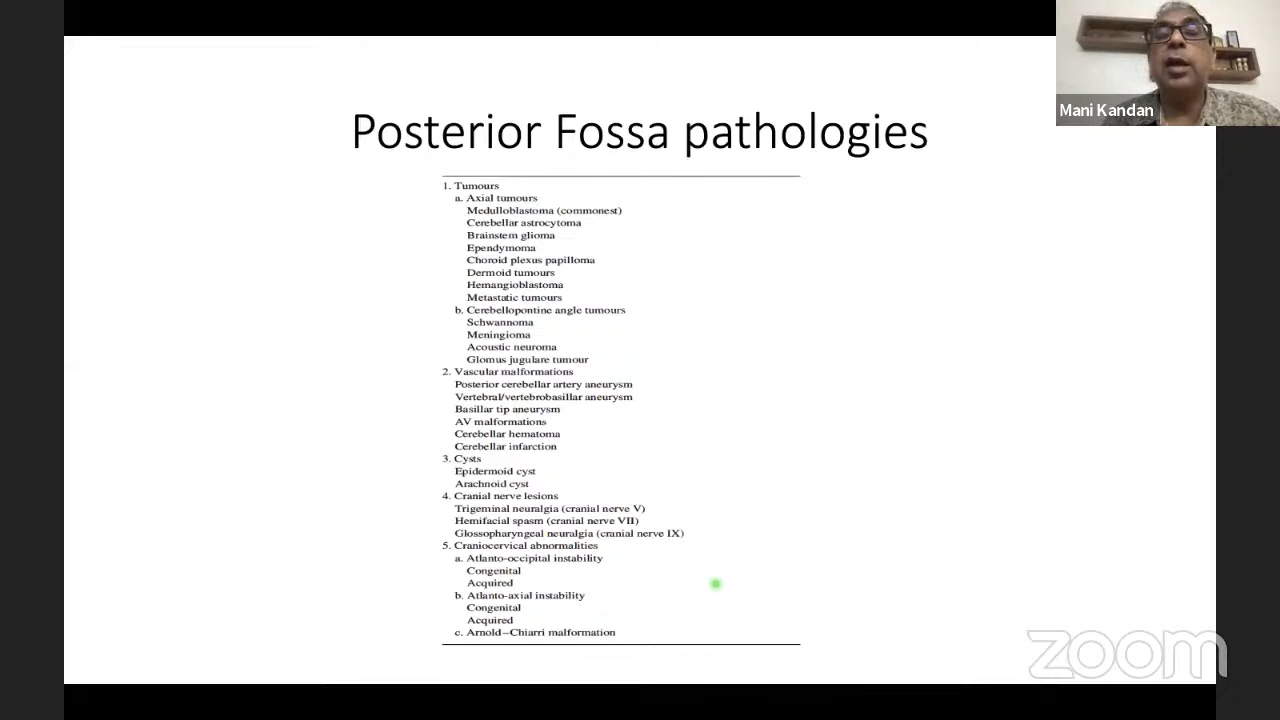 Posterior Fossa pathologies
1. Tumours
a. Axial tumours
Medulloblastoma (commonest)
Cerebellar astrocytoma
Brainstem glioma
Ependymoma
Choroid plexus papilloma
Dermoid tumours
Hemangioblastoma
Metastatic tumours
b. Cerebellopontine angle tumours
Schwannoma
Meningioma
Acoustic neuroma
Glomus jugulare tumour
2. Vascular malformations
Posterior cerebellar artery aneurysm
Vertebral/vertebrobasillar aneurysm
Basillar tip aneurysm
AV malformations
Cerebellar hematoma
Cerebellar infarction
3. Cysts
Epidermoid cyst
Arachnoid cyst
4. Cranial nerve lesions
Trigeminal neuralgia (cranial nerve V)
Hemifacial spasm (cranial nerve VII)
Glossopharyngeal neuralgia (cranial nerve IX)
5. Craniocervical abnormalities
a. Atlanto-occipital instability
Congenital
Acquired
b. Atlanto-axial instability
Congenital
Acquired
c. Arnold–Chiarri malformation
Mani Kandan
zoom